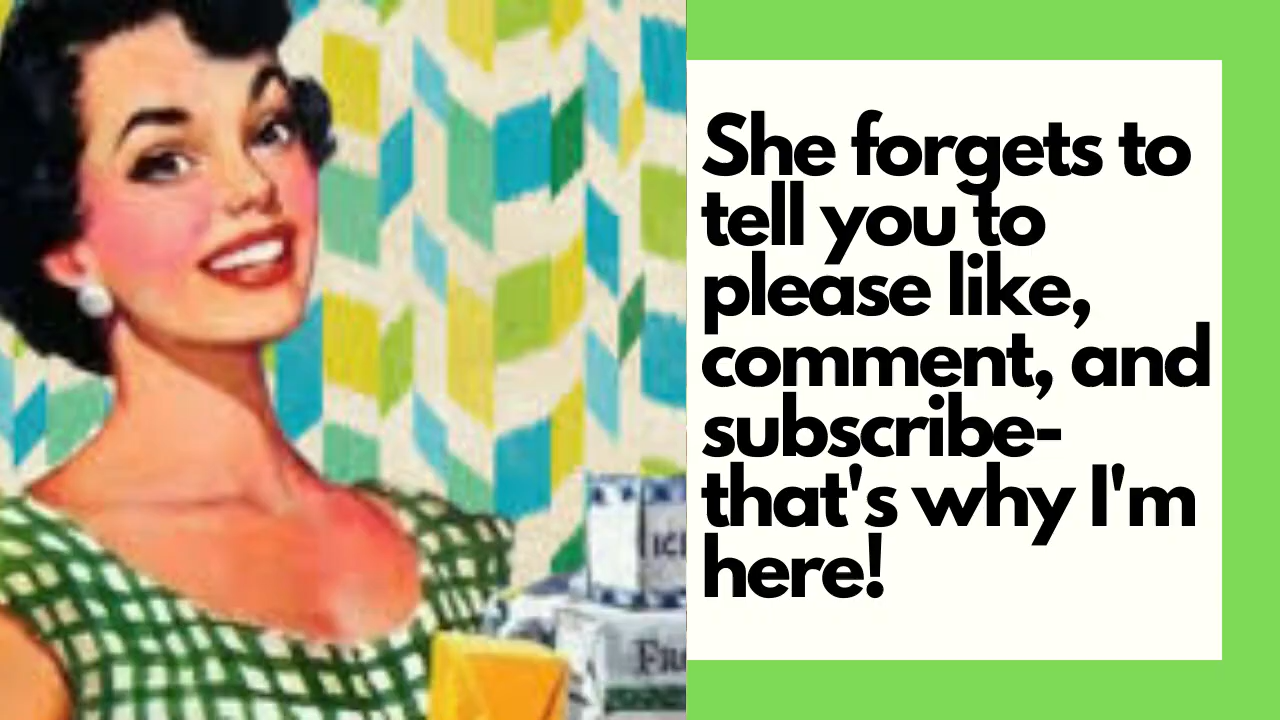 She forgets to
tell you to
please like,
comment, and
subscribe-
that's why I'm
here!